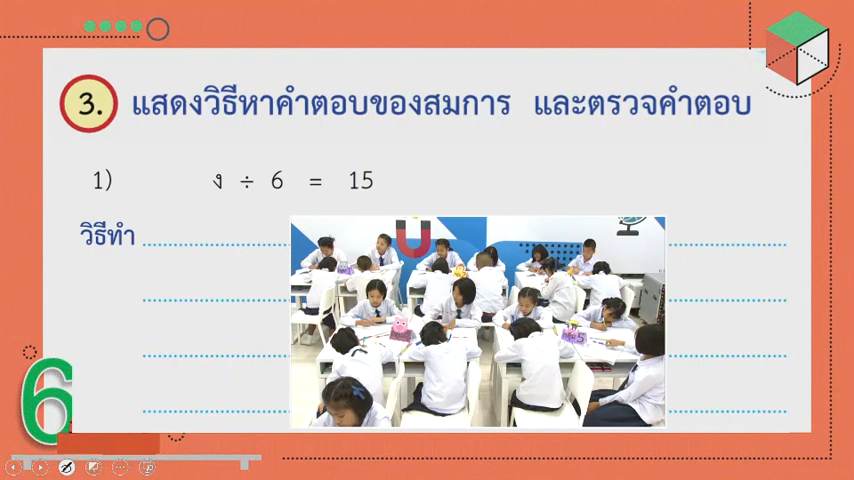 3. แสดงวิธีหาคำตอบของสมการ และตรวจคำตอบ
1) ง ÷ 6 = 15
วิธีทำ
6